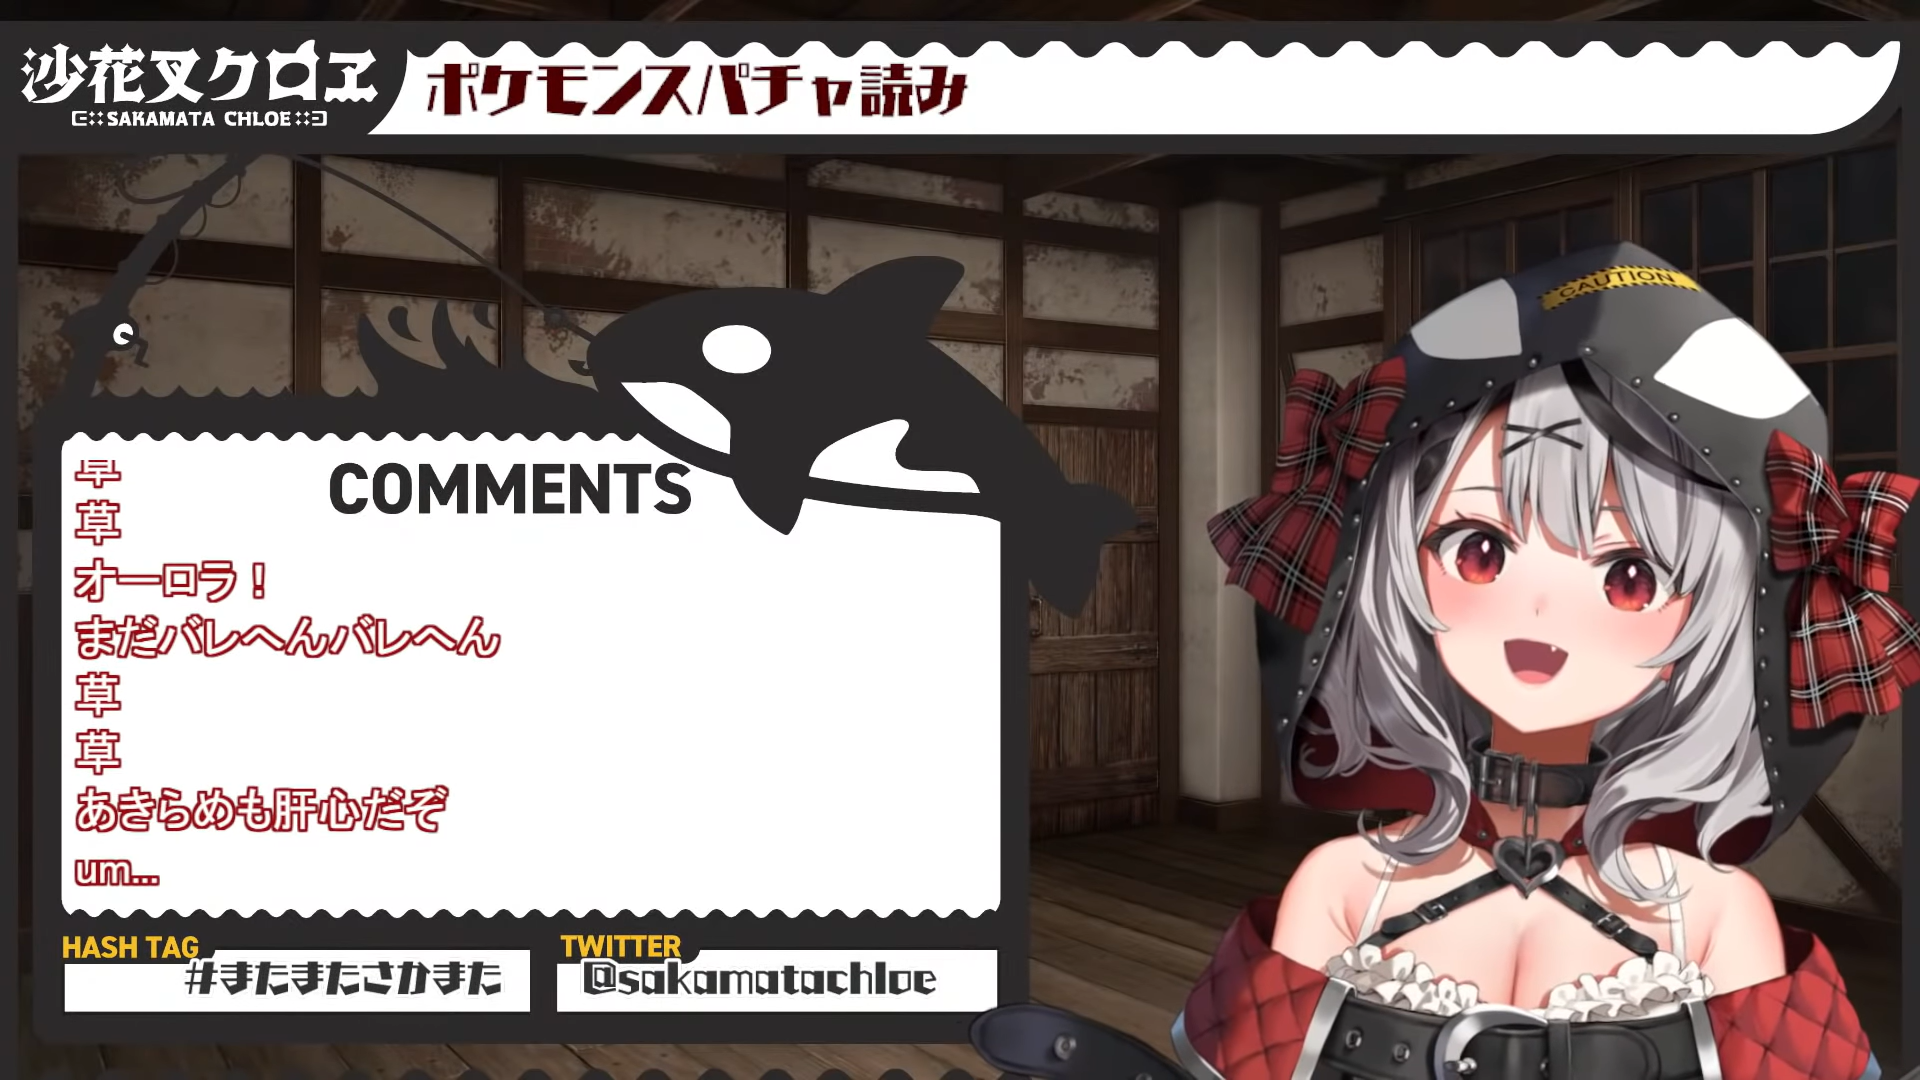 沙花叉クロヱ
SAKAMATA CHLOE
ポケモンスパチャ読み
CAUTION
COMMENTS
草
草
オーロラ！
まだバレへんバレへん
草
草
あきらめも肝心だぞ
um...
HASH TAG
#またまたさかまた
TWITTER
@sakamatachloe